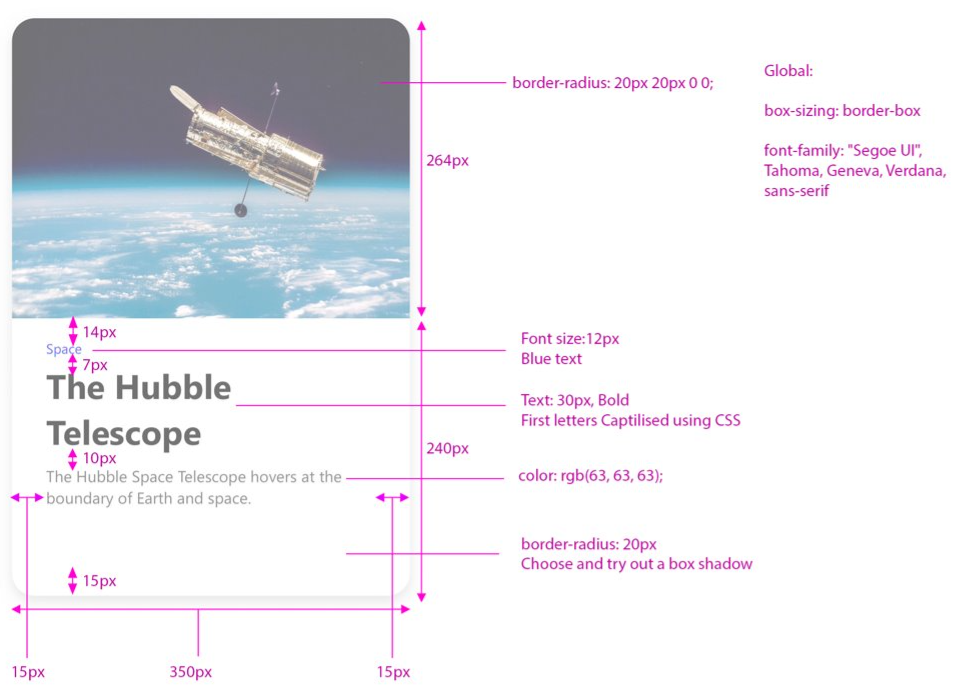 border-radius: 20px 20px 0 0;
264px
Global:
box-sizing: border-box
font-family: "Segoe UI",
Tahoma, Geneva, Verdana,
sans-serif
14px
Space
7px
The Hubble
Telescope
10px
The Hubble Space Telescope hovers at the
boundary of Earth and space.
15px
240px
Font size:12px
Blue text
Text: 30px, Bold
First letters Captilised using CSS
color: rgb(63, 63, 63);
border-radius: 20px
Choose and try out a box shadow
15px
350px
15px